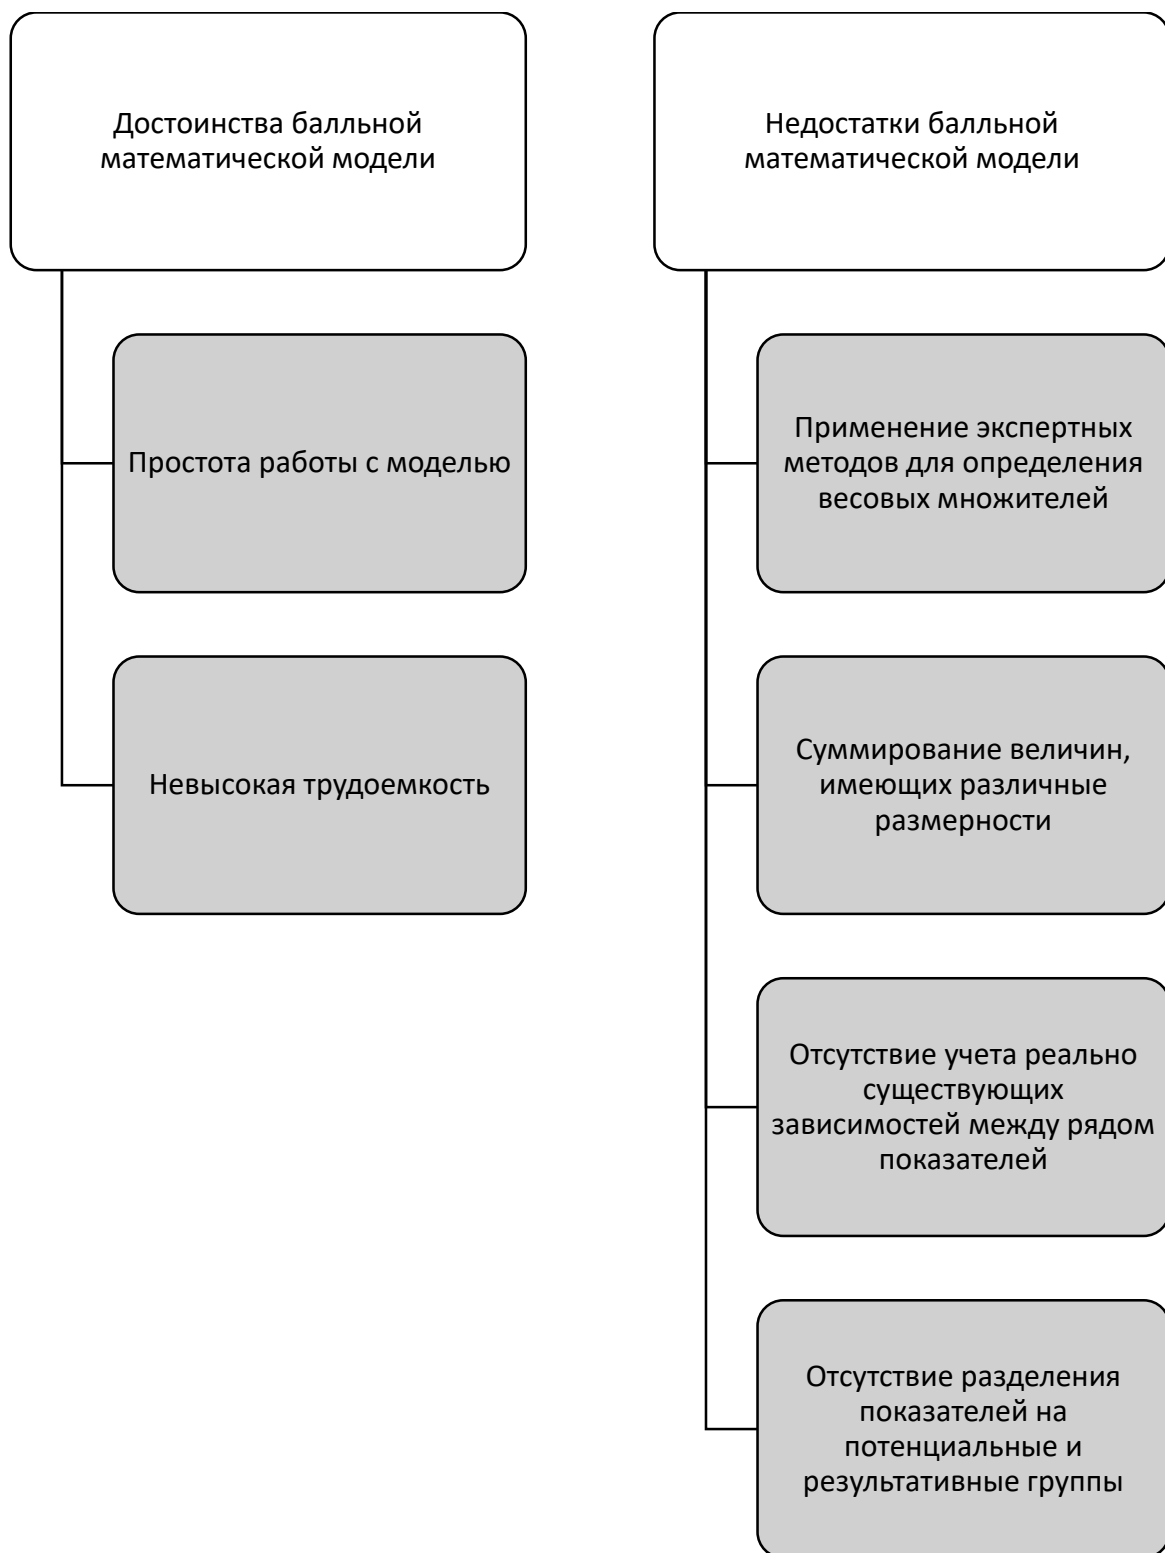 Достоинства балльной
математической модели
Простота работы с моделью
Невысокая трудоемкость
Недостатки балльной
математической модели
Применение экспертных
методов для определения
весовых множителей
Суммирование величин,
имеющих различные
размерности
Отсутствие учета реально
существующих
зависимостей между рядом
показателей
Отсутствие разделения
показателей на
потенциальные и
результативные группы